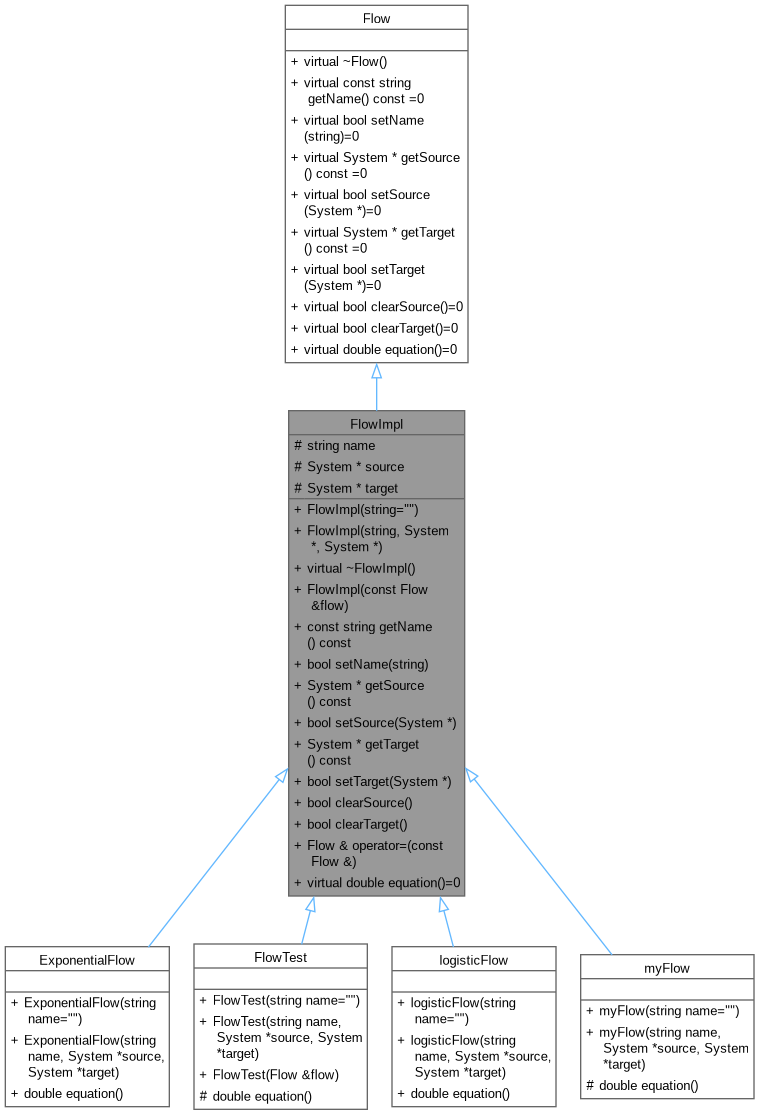 Flow
+ virtual ~Flow()
+ virtual const string
getName() const =0
+ virtual bool setName
(string)=0
+ virtual System * getSource
() const =0
+ virtual bool setSource
(System *)=0
+ virtual System * getTarget
() const =0
+ virtual bool setTarget
(System *)=0
+ virtual bool clearSource()=0
+ virtual bool clearTarget()=0
+ virtual double equation()=0
FlowImpl
# string name
# System * source
# System * target
+ FlowImpl(string="")
+ FlowImpl(string, System
*, System *)
+ virtual ~FlowImpl()
+ FlowImpl(const Flow
&flow)
+ const string getName
() const
+ bool setName(string)
+ System * getSource
() const
+ bool setSource(System *)
+ System * getTarget
() const
+ bool setTarget(System *)
+ bool clearSource()
+ bool clearTarget()
+ Flow & operator=(const
Flow &)
+ virtual double equation()=0
ExponentialFlow
+ ExponentialFlow(string
name="")
+ ExponentialFlow(string
name, System *source,
System *target)
+ double equation()
FlowTest
+ FlowTest(string name="")
+ FlowTest(string name,
System *source, System
*target)
+ FlowTest(Flow &flow)
# double equation()
logisticFlow
+ logisticFlow(string
name="")
+ logisticFlow(string
name, System *source,
System *target)
+ double equation()
myFlow
+ myFlow(string name="")
+ myFlow(string name,
System *source, System
*target)
# double equation()